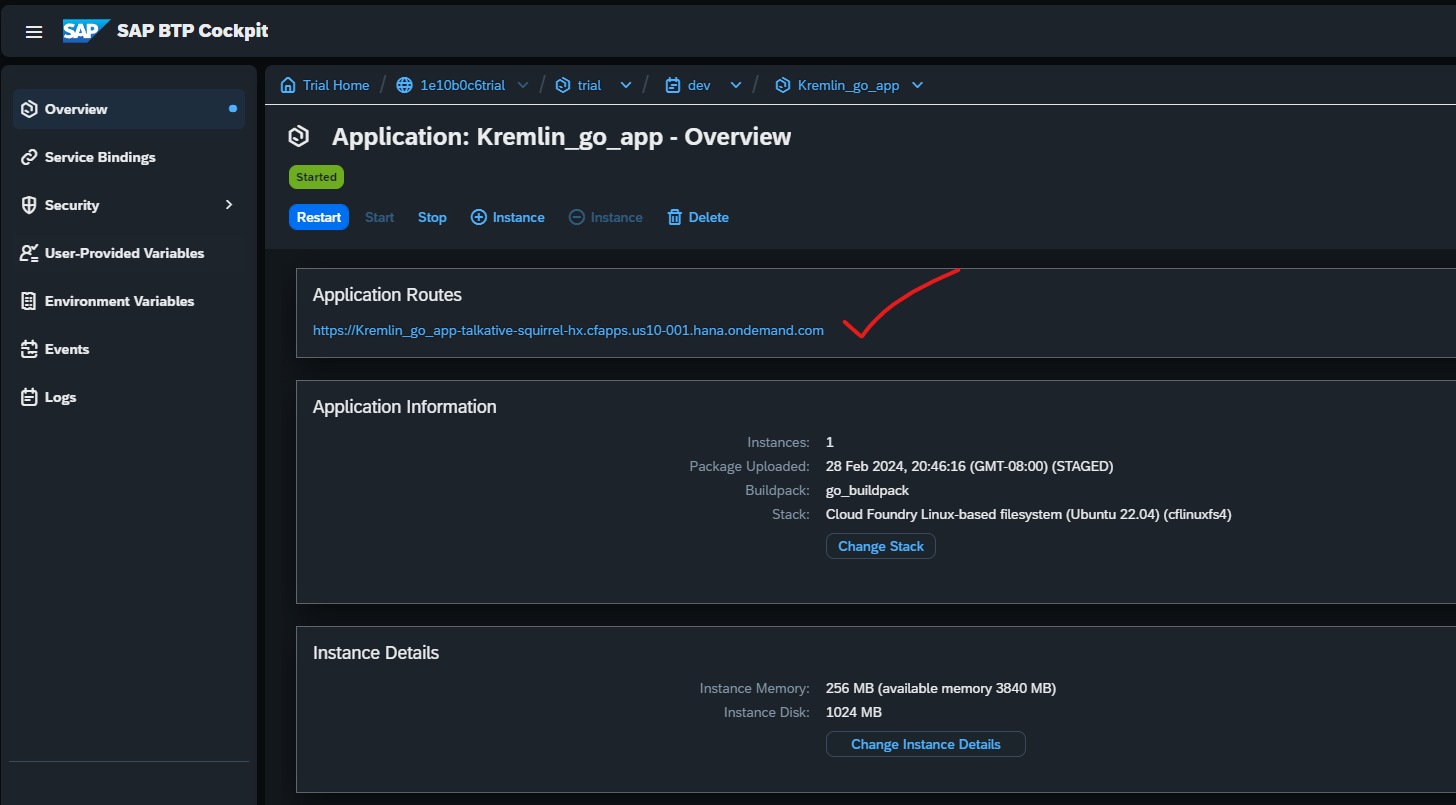 SAP SAP BTP Cockpit
Trial Home / 1e10b0c6trial / trial / dev / Kremlin_go_app
Overview
Service Bindings
Security
User-Provided Variables
Environment Variables
Events
Logs
Application: Kremlin_go_app - Overview
Started
Restart Start Stop Instance Instance Delete
Application Routes
https://Kremlin_go_app-talkative-squirrel-hx.cfapps.us10-001.hana.ondemand.com
Application Information
Instances: 1
Package Uploaded: 28 Feb 2024, 20:46:16 (GMT-08:00) (STAGED)
Buildpack: go_buildpack
Stack: Cloud Foundry Linux-based filesystem (Ubuntu 22.04) (cflinuxfs4)
Change Stack
Instance Details
Instance Memory: 256 MB (available memory 3840 MB)
Instance Disk: 1024 MB
Change Instance Details